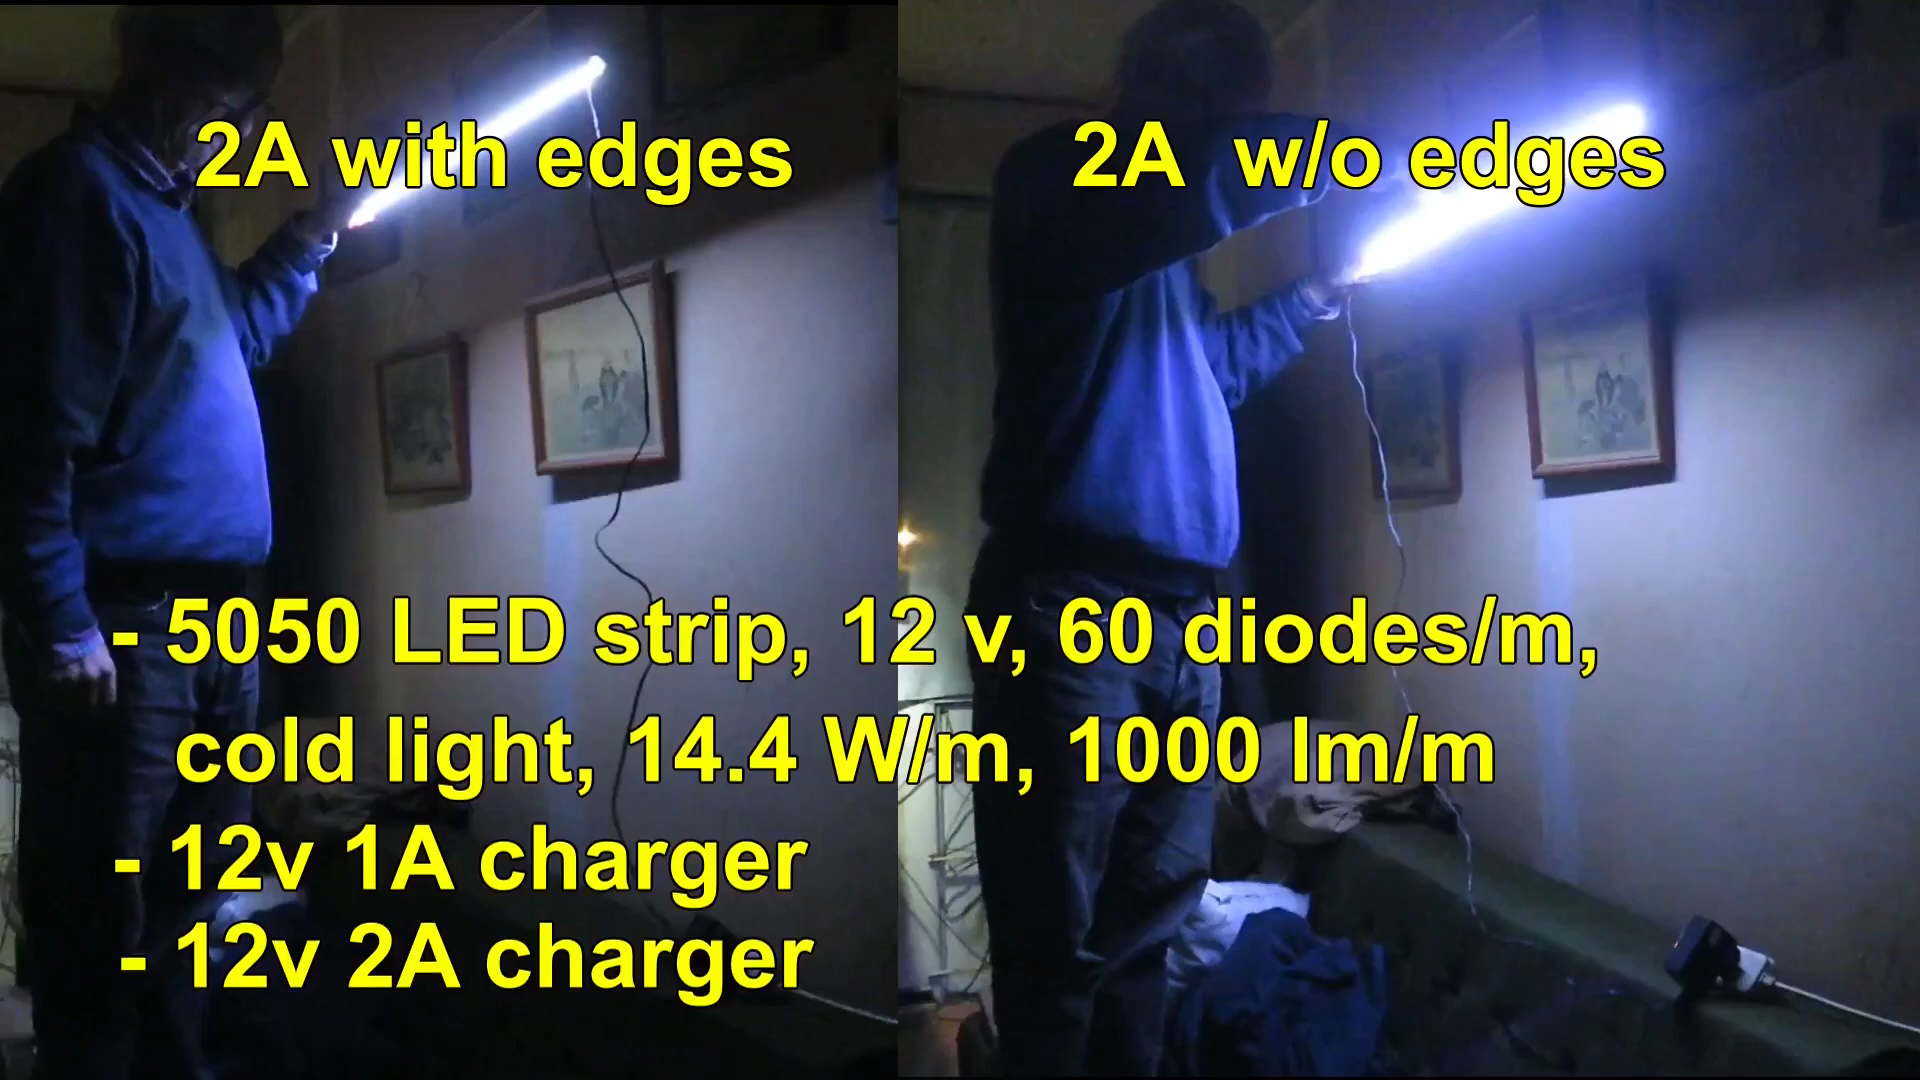 2A with edges
2A w/o edges
- 5050 LED strip, 12 v, 60 diodes/m,
cold light, 14.4 W/m, 1000 lm/m
- 12v 1A charger
- 12v 2A charger